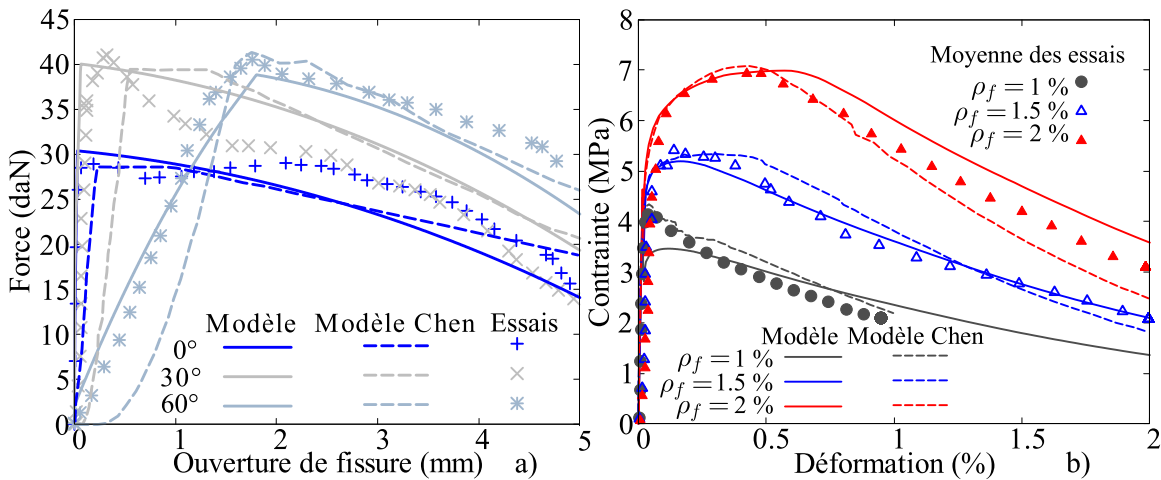 45
40
35
30
25
20
15
10
5
0
Force (daN)
Modèle Modèle Chen Essais
0°
30°
60°
0 1 2 3 4 5
Ouverture de fissure (mm) a)
8
7
6
5
4
3
2
1
0
Contrainte (MPa)
Moyenne des essais
ρf = 1 %
ρf = 1.5 %
ρf = 2 %
Modèle Modèle Chen
ρf = 1 %
ρf = 1.5 %
ρf = 2 %
0 0.5 1 1.5 2
Déformation (%) b)